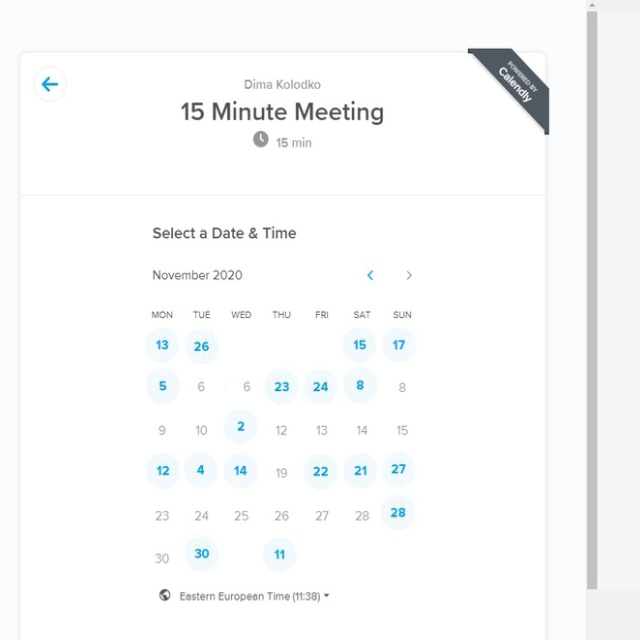 POWERED BY
Calendly
Dima Kolodko
15 Minute Meeting
15 min
Select a Date & Time
November 2020
MON TUE WED THU FRI SAT SUN
13 26 15 17
5 6 6 23 24 8 8
9 10 2 12 13 14 15
12 4 14 19 22 21 27
23 24 25 26 27 28 28
30 30 11
Eastern European Time (11:38)